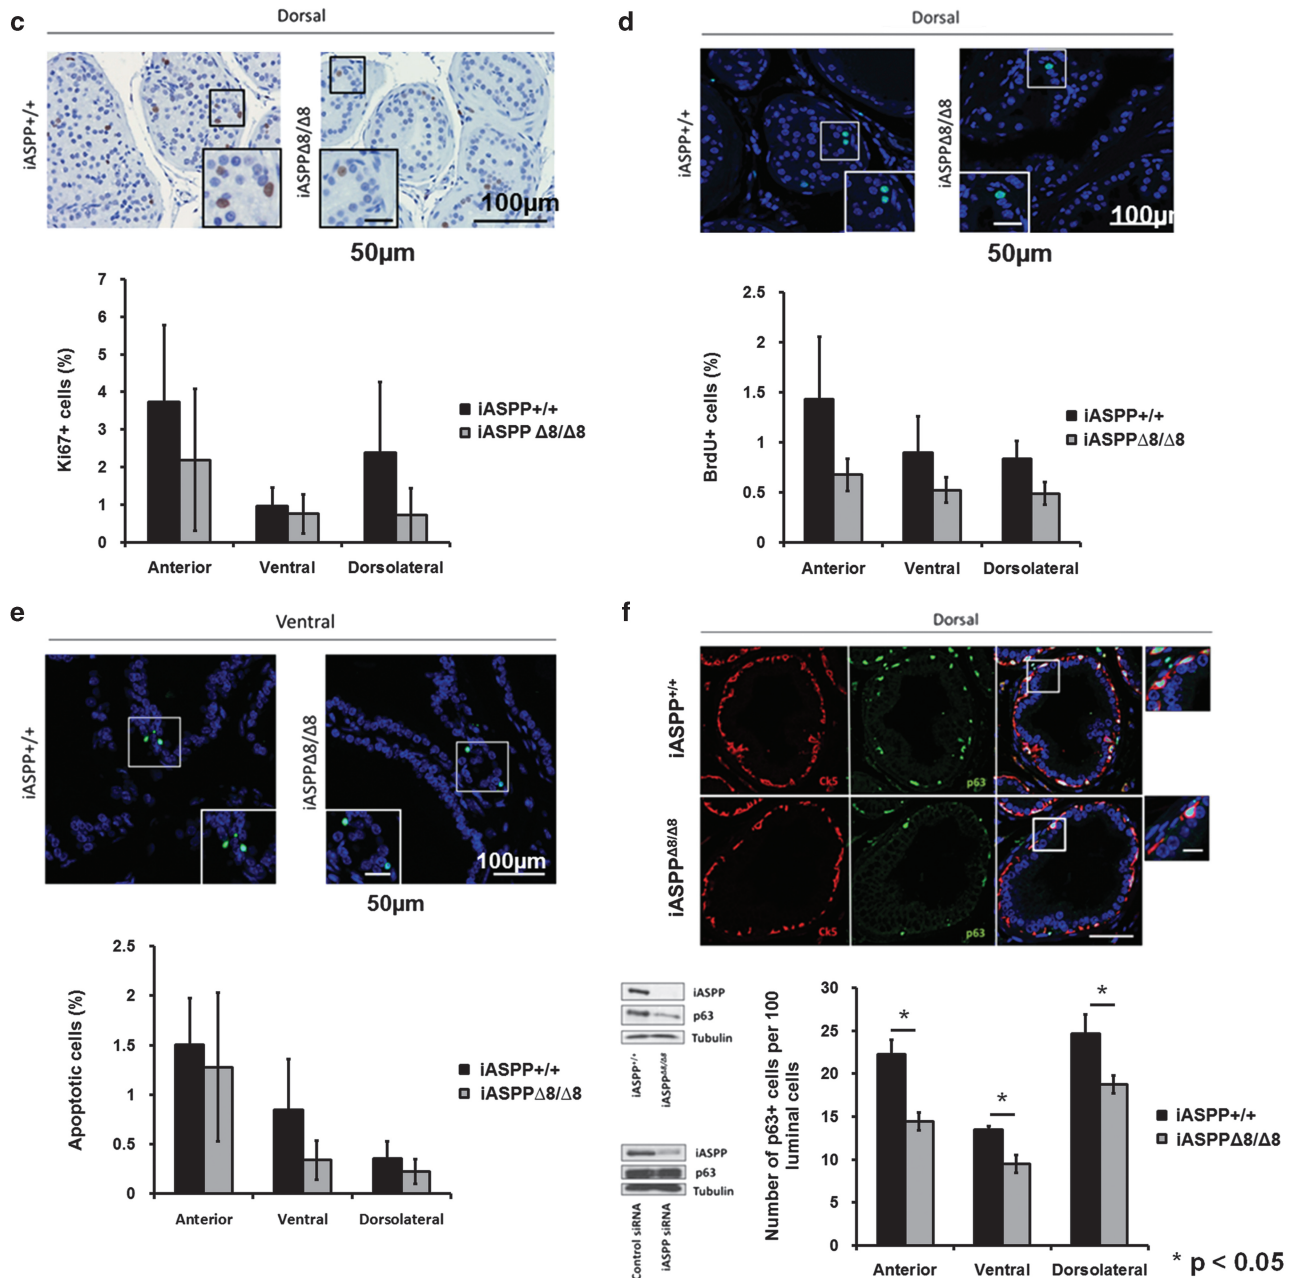 c
Dorsal
iASPP+/+
iASPPΔ8/Δ8
100µm
50µm
7
6
5
4
3
2
1
0
Ki67+ cells (%)
Anterior
Ventral
Dorsolateral
iASPP+/+
iASPP Δ8/Δ8
d
Dorsal
iASPP+/+
iASPPΔ8/Δ8
100µm
50µm
2.5
2
1.5
1
0.5
0
BrdU+ cells (%)
Anterior
Ventral
Dorsolateral
iASPP+/+
iASPPΔ8/Δ8
e
Ventral
iASPP+/+
iASPPΔ8/Δ8
100µm
50µm
2.5
2
1.5
1
0.5
0
Apoptotic cells (%)
Anterior
Ventral
Dorsolateral
iASPP+/+
iASPPΔ8/Δ8
f
Dorsal
iASPP+/+
Ck5
p63
iASPPΔ8/Δ8
Ck5
p63
iASPP
p63
Tubulin
iASPP+/+
iASPPΔ8/Δ8
iASPP
p63
Tubulin
Control siRNA
iASPP siRNA
30
25
20
15
10
5
0
Number of p63+ cells per 100
luminal cells
*
*
*
Anterior
Ventral
Dorsolateral
iASPP+/+
iASPPΔ8/Δ8
* p < 0.05